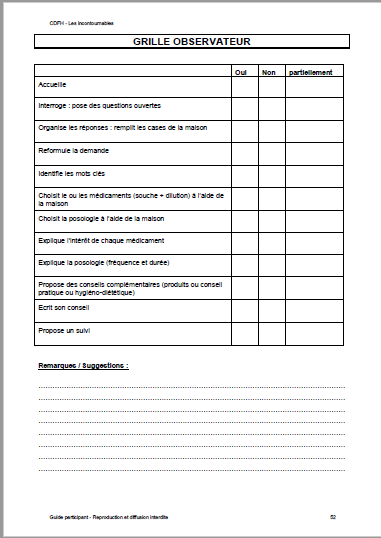 CDFH - Les Incontournables
GRILLE OBSERVATEUR
Oui Non partiellement
Accueille
Interroge : pose des questions ouvertes
Organise les réponses : remplit les cases de la maison
Reformule la demande
Identifie les mots clés
Choisit le ou les médicaments (souche + dilution) à l'aide de
la maison
Choisit la posologie à l'aide de la maison
Explique l'intérêt de chaque médicament
Explique la posologie (fréquence et durée)
Propose des conseils complémentaires (produits ou conseil
pratique ou hygiéno-diététique)
Ecrit son conseil
Propose un suivi
Remarques / Suggestions :
Guide participant - Reproduction et diffusion interdite
52